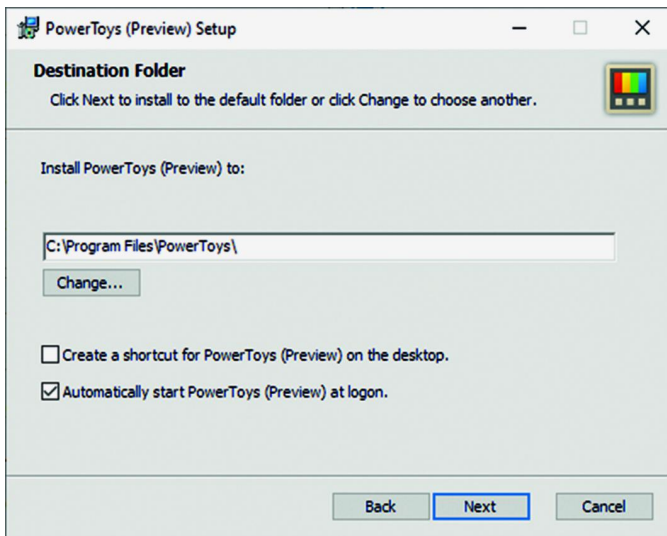 PowerToys (Preview) Setup
Destination Folder
Click Next to install to the default folder or click Change to choose another.
Install PowerToys (Preview) to:
C:\Program Files\PowerToys\
Change...
Create a shortcut for PowerToys (Preview) on the desktop.
Automatically start PowerToys (Preview) at logon.
Back Next Cancel